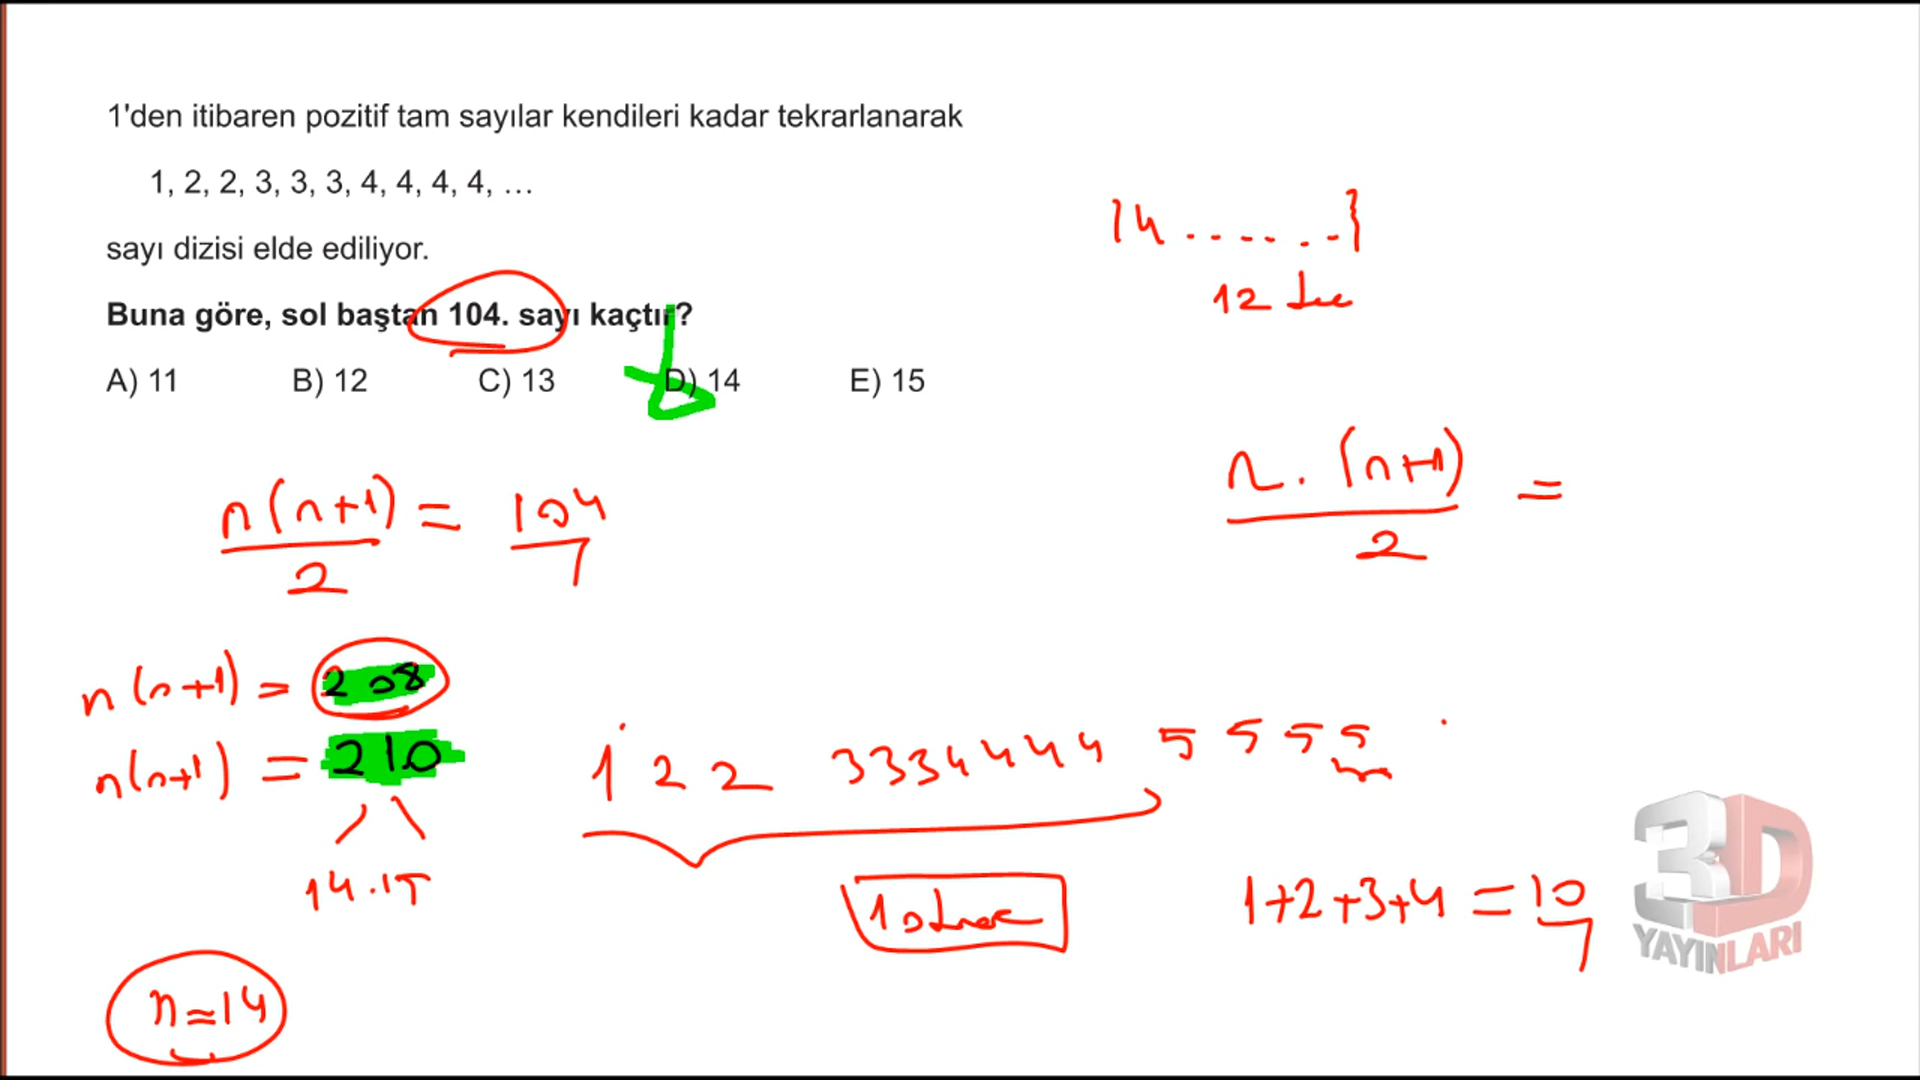 1'den itibaren pozitif tam sayılar kendileri kadar tekrarlanarak
1, 2, 2, 3, 3, 3, 4, 4, 4, 4, …
sayı dizisi elde ediliyor.
Buna göre, sol baştan 104. sayı kaçtır?
A) 11 B) 12 C) 13 D) 14 E) 15
14 . . . . . . .
12
n(n+1)/2 = 104
n . (n+1)/2 =
n(n+1) = 208
n(n+1) = 210
14.15
n≈14
1 2 2 3 3 3 4 4 4 4 5 5 5 5
1+2+3+4 = 10
3D
YAYINLARI